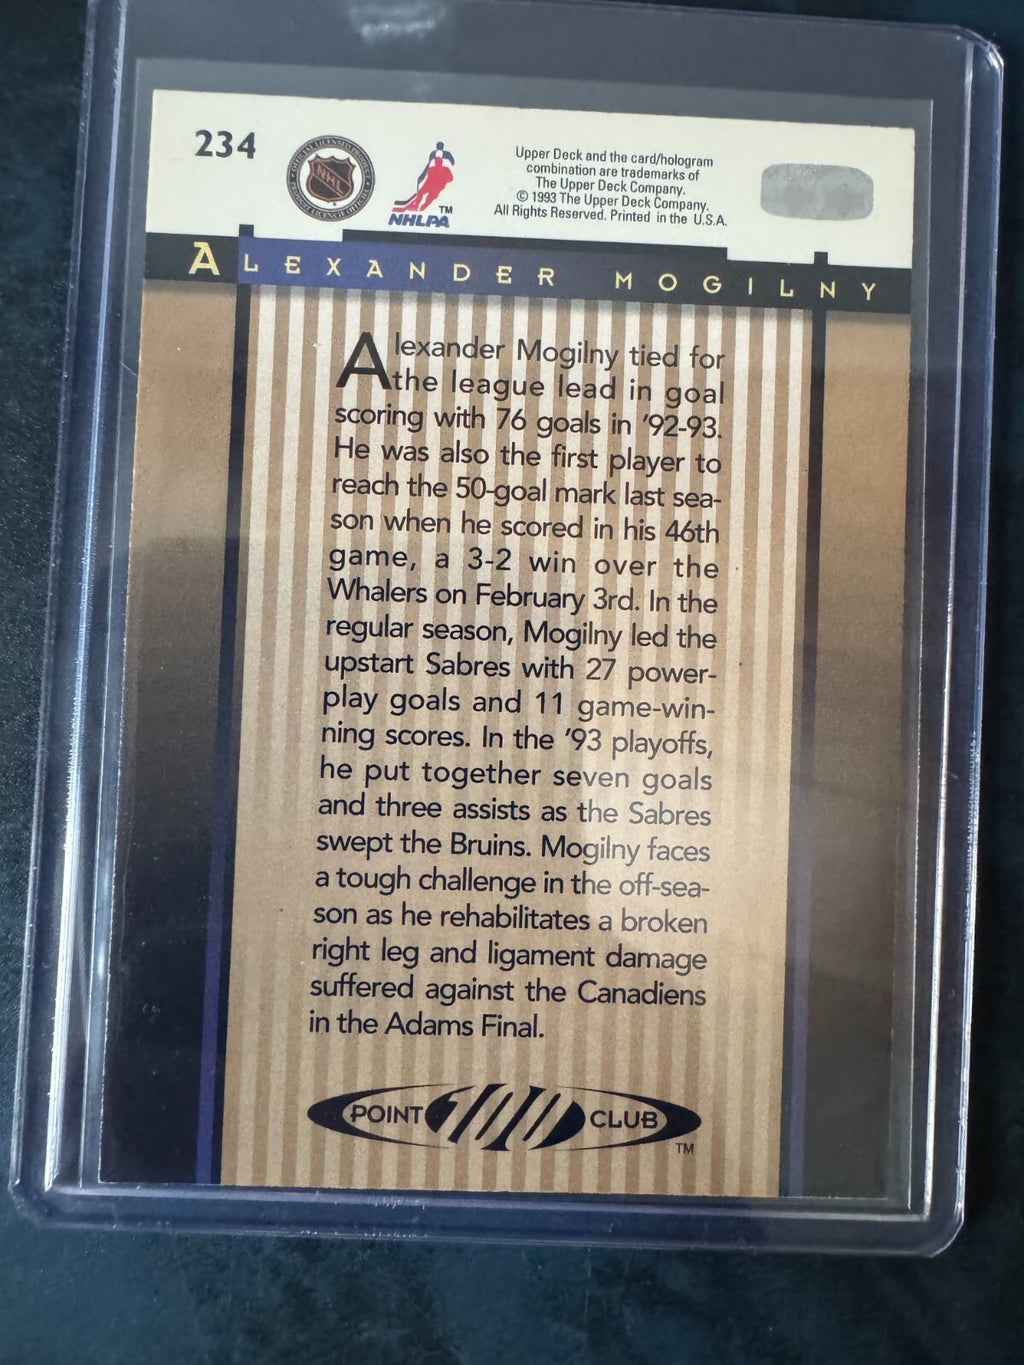 234
NHL
NHLPA
TM
Upper Deck and the card/hologram
combination are trademarks of
The Upper Deck Company.
© 1993 The Upper Deck Company.
All Rights Reserved. Printed in the U.S.A.
ALEXANDER MOGILNY
Alexander Mogilny tied for
the league lead in goal
scoring with 76 goals in '92-93.
He was also the first player to
reach the 50-goal mark last sea-
son when he scored in his 46th
game, a 3-2 win over the
Whalers on February 3rd. In the
regular season, Mogilny led the
upstart Sabres with 27 power-
play goals and 11 game-win-
ning scores. In the '93 playoffs,
he put together seven goals
and three assists as the Sabres
swept the Bruins. Mogilny faces
a tough challenge in the off-sea-
son as he rehabilitates a broken
right leg and ligament damage
suffered against the Canadiens
in the Adams Final.
POINT 100 CLUB
TM